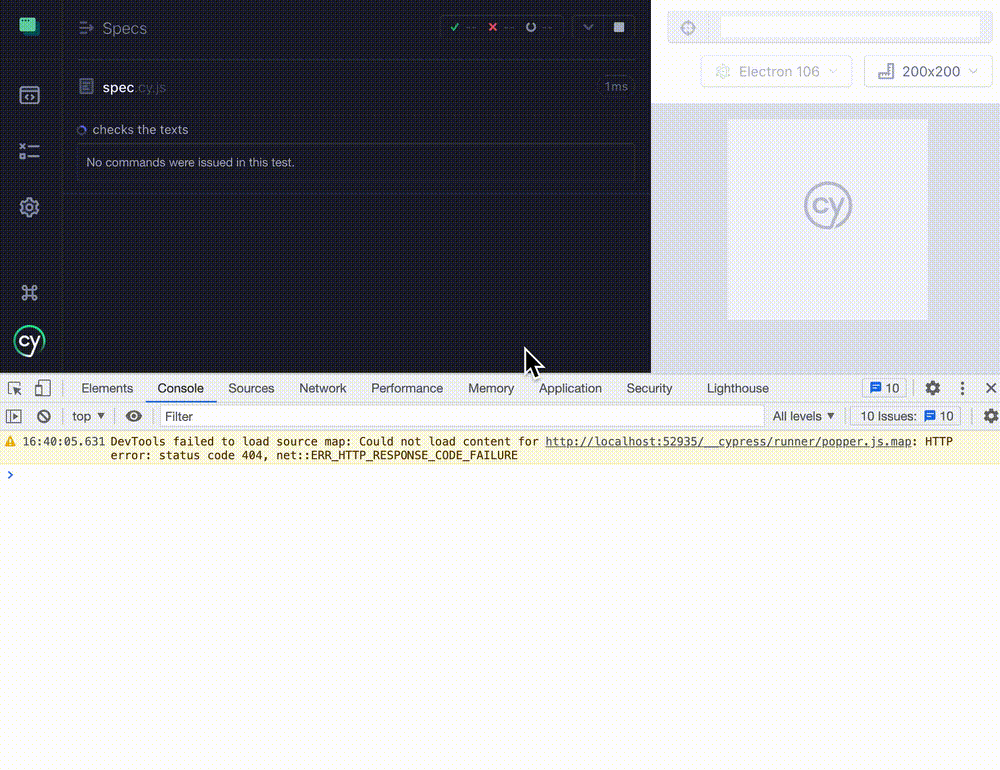 Specs
-- -- --
spec.cy.js
1ms
checks the texts
No commands were issued in this test.
Electron 106
200x200
cy
cy
Elements Console Sources Network Performance Memory Application Security Lighthouse
10
top
Filter
All levels
10 Issues: 10
16:40:05.631 DevTools failed to load source map: Could not load content for http://localhost:52935/__cypress/runner/popper.js.map: HTTP
error: status code 404, net::ERR_HTTP_RESPONSE_CODE_FAILURE